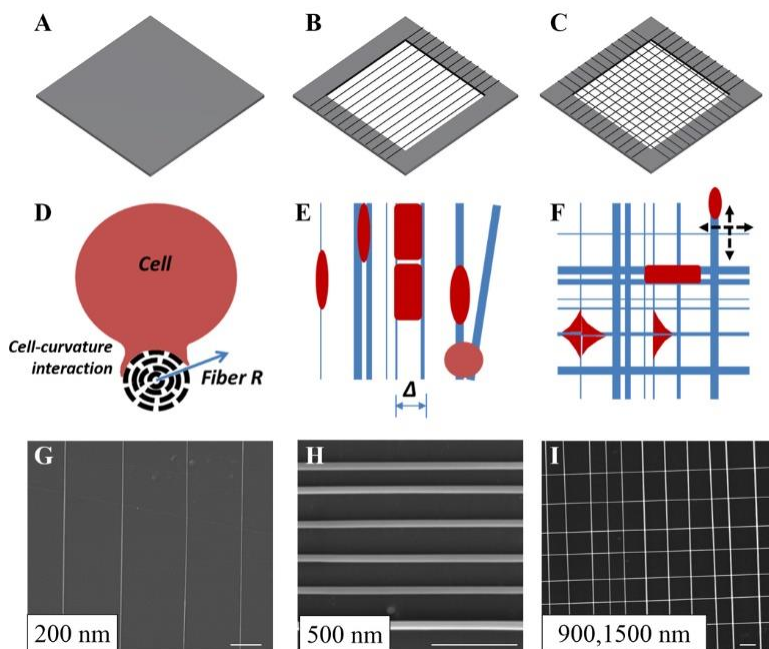 A
B
C
D
Cell
Cell-curvature
interaction
Fiber R
E
Δ
F
G
200 nm
H
500 nm
I
900,1500 nm